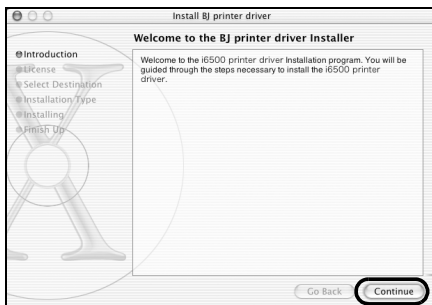 Install BJ printer driver
Welcome to the BJ printer driver Installer
Introduction
License
Select Destination
Installation Type
Installing
Finish Up
Welcome to the i6500 printer driver Installation program. You will be
guided through the steps necessary to install the i6500 printer
driver.
Go Back
Continue